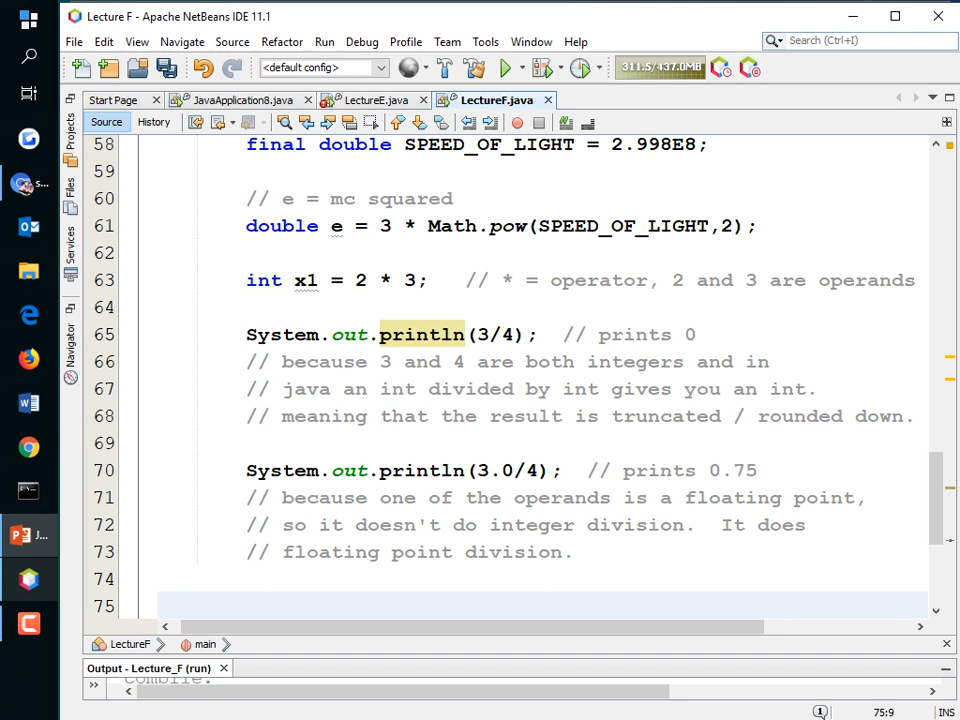 Lecture F - Apache NetBeans IDE 11.1
File Edit View Navigate Source Refactor Run Debug Profile Team Tools Window Help
Search (Ctrl+I)
<default config>
311.5/437.0MB
Start Page JavaApplication8.java LectureE.java LectureF.java
Source History
Projects
Files
Services
Navigator
s...
J...
58 final double SPEED_OF_LIGHT = 2.998E8;
59
60 // e = mc squared
61 double e = 3 * Math.pow(SPEED_OF_LIGHT,2);
62
63 int x1 = 2 * 3; // * = operator, 2 and 3 are operands
64
65 System.out.println(3/4); // prints 0
66 // because 3 and 4 are both integers and in
67 // java an int divided by int gives you an int.
68 // meaning that the result is truncated / rounded down.
69
70 System.out.println(3.0/4); // prints 0.75
71 // because one of the operands is a floating point,
72 // so it doesn't do integer division. It does
73 // floating point division.
74
75
LectureF main
Output - Lecture_F (run)
compile:
1 75:9 INS